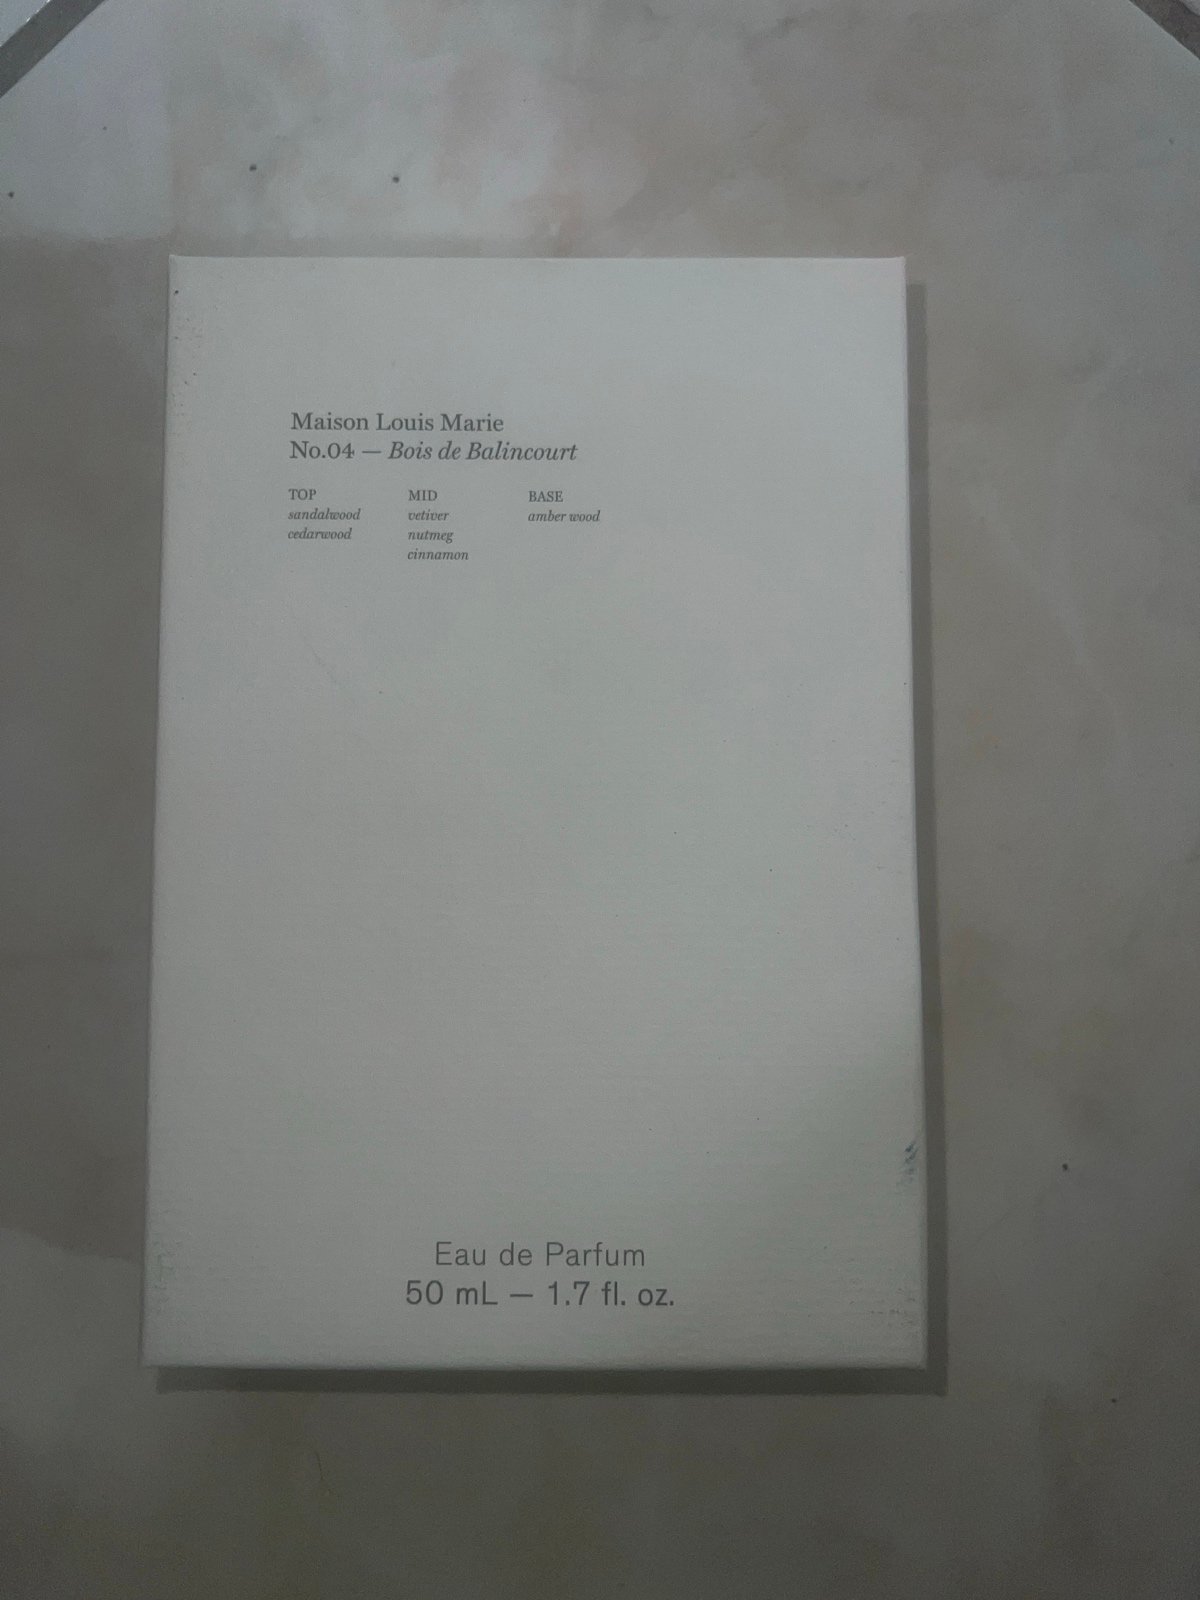 Maison Louis Marie
No.04 — Bois de Balincourt
TOP MID BASE
sandalwood vetiver amber wood
cedarwood nutmeg
cinnamon
Eau de Parfum
50 mL — 1.7 fl. oz.